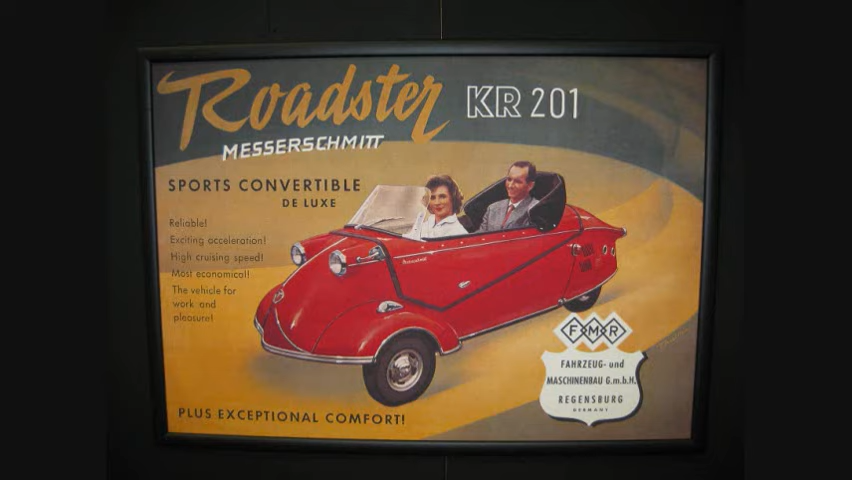 Roadster KR 201
MESSERSCHMITT
SPORTS CONVERTIBLE
DE LUXE
Reliable!
Exciting acceleration!
High cruising speed!
Most economical!
The vehicle for
work and
pleasure!
PLUS EXCEPTIONAL COMFORT!
FMR
FAHRZEUG- und
MASCHINENBAU G.m.b.H.
REGENSBURG
GERMANY